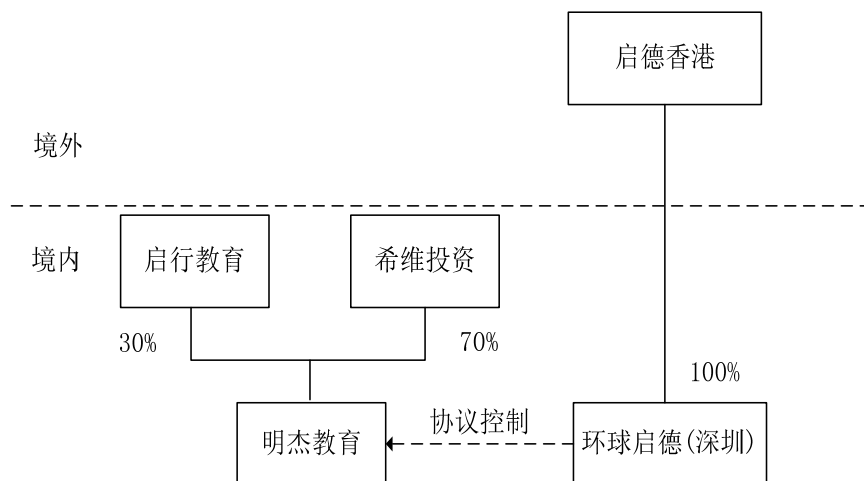 启德香港
境外
境内
启行教育
希维投资
30%
70%
100%
明杰教育
协议控制
环球启德(深圳)